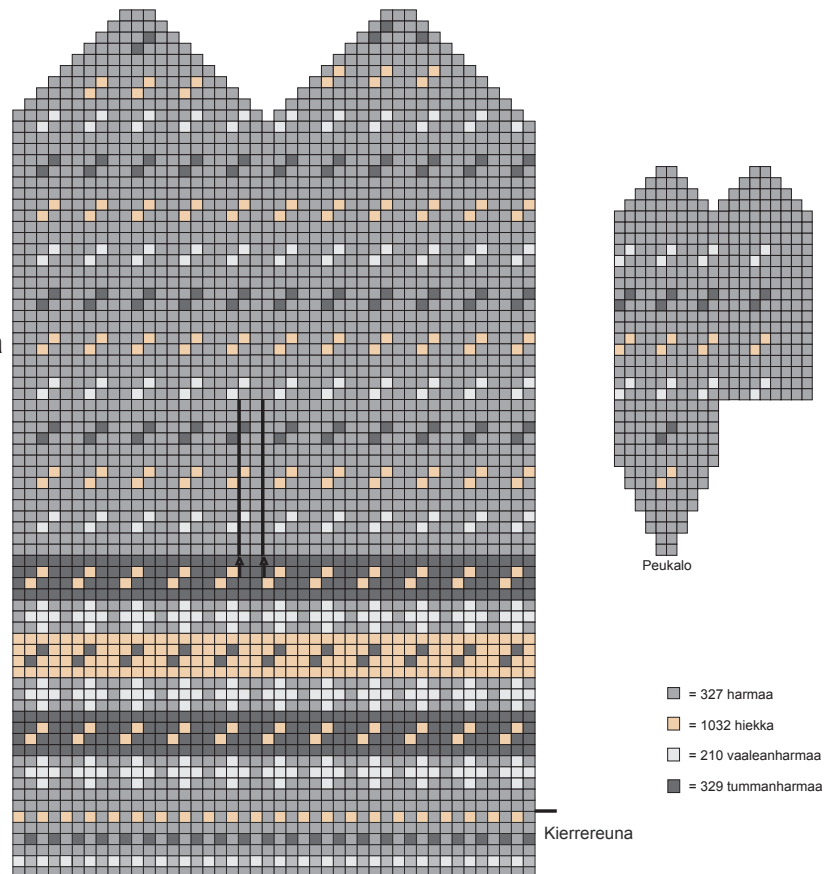 a
Peukalo
= 327 harmaa
= 1032 hiekka
= 210 vaaleanharmaa
= 329 tummanharmaa
Kierrereuna